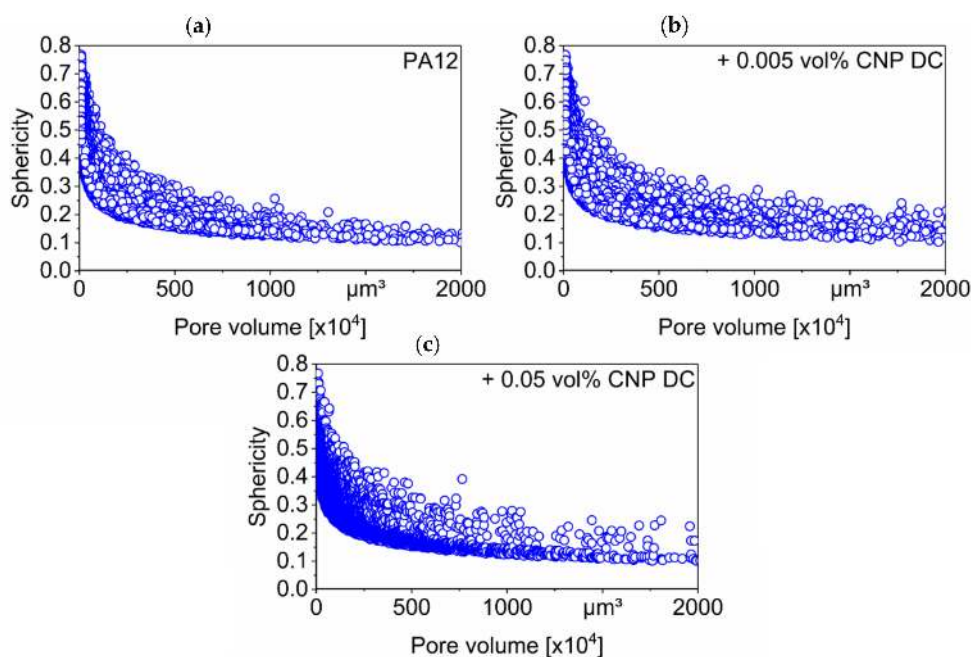 (a)
PA12
Sphericity
0.8
0.7
0.6
0.5
0.4
0.3
0.2
0.1
0.0
0
500
1000
µm³
2000
Pore volume [x10⁴]
(b)
+ 0.005 vol% CNP DC
Sphericity
0.8
0.7
0.6
0.5
0.4
0.3
0.2
0.1
0.0
0
500
1000
µm³
2000
Pore volume [x10⁴]
(c)
+ 0.05 vol% CNP DC
Sphericity
0.8
0.7
0.6
0.5
0.4
0.3
0.2
0.1
0.0
0
500
1000
µm³
2000
Pore volume [x10⁴]